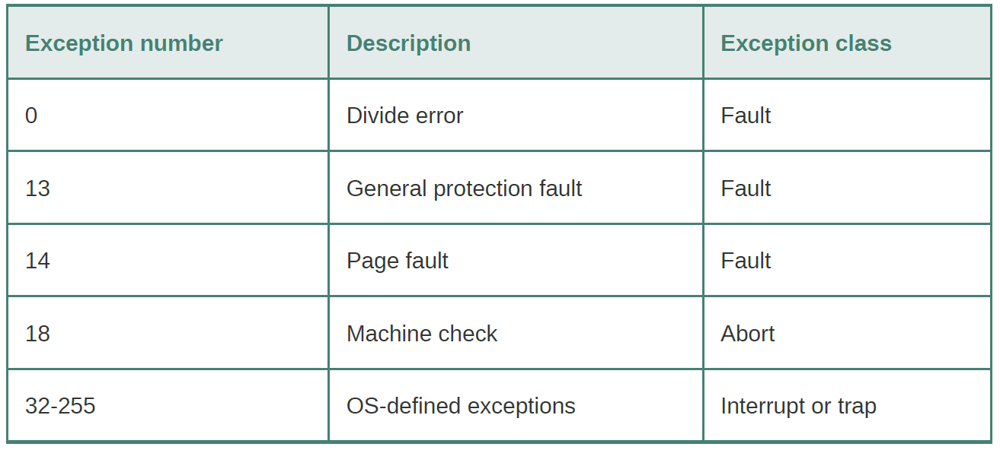 Exception number Description Exception class
0 Divide error Fault
13 General protection fault Fault
14 Page fault Fault
18 Machine check Abort
32-255 OS-defined exceptions Interrupt or trap